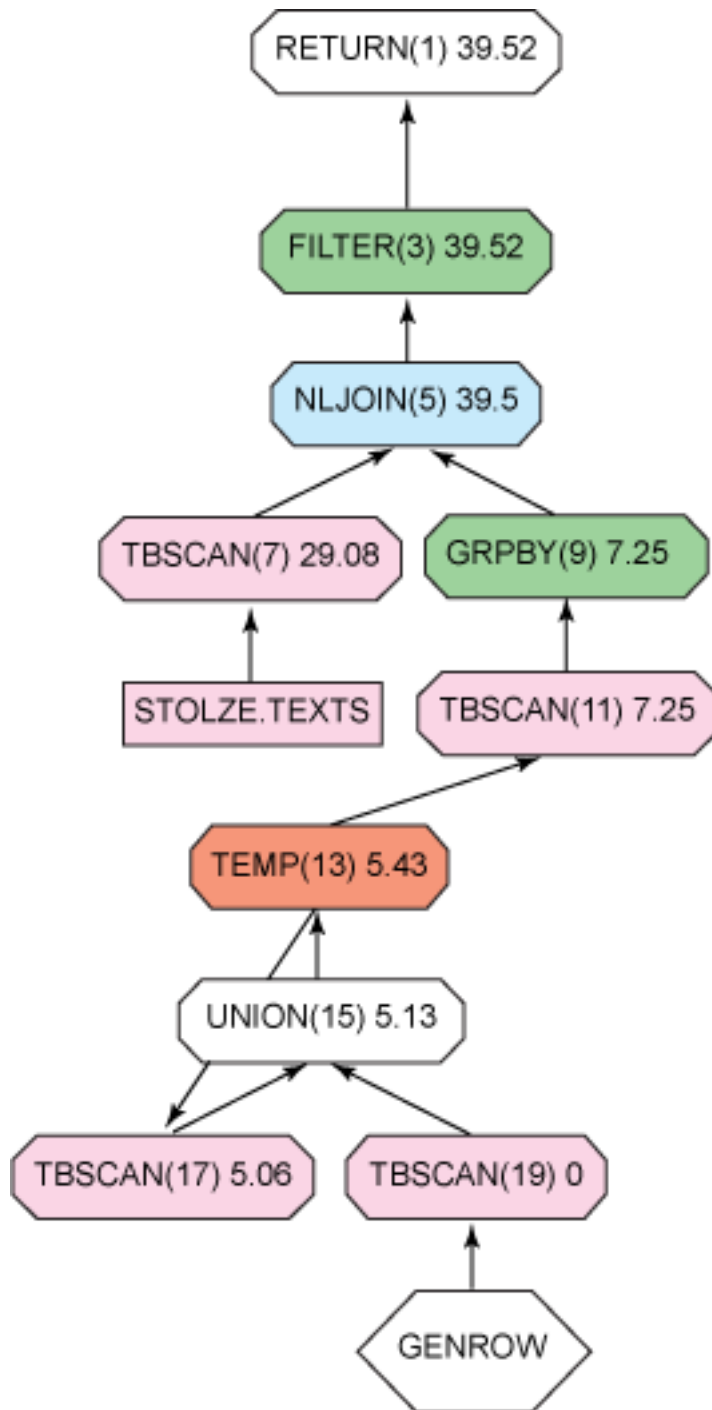 RETURN(1) 39.52
FILTER(3) 39.52
NLJOIN(5) 39.5
TBSCAN(7) 29.08
GRPBY(9) 7.25
STOLZE.TEXTS
TBSCAN(11) 7.25
TEMP(13) 5.43
UNION(15) 5.13
TBSCAN(17) 5.06
TBSCAN(19) 0
GENROW